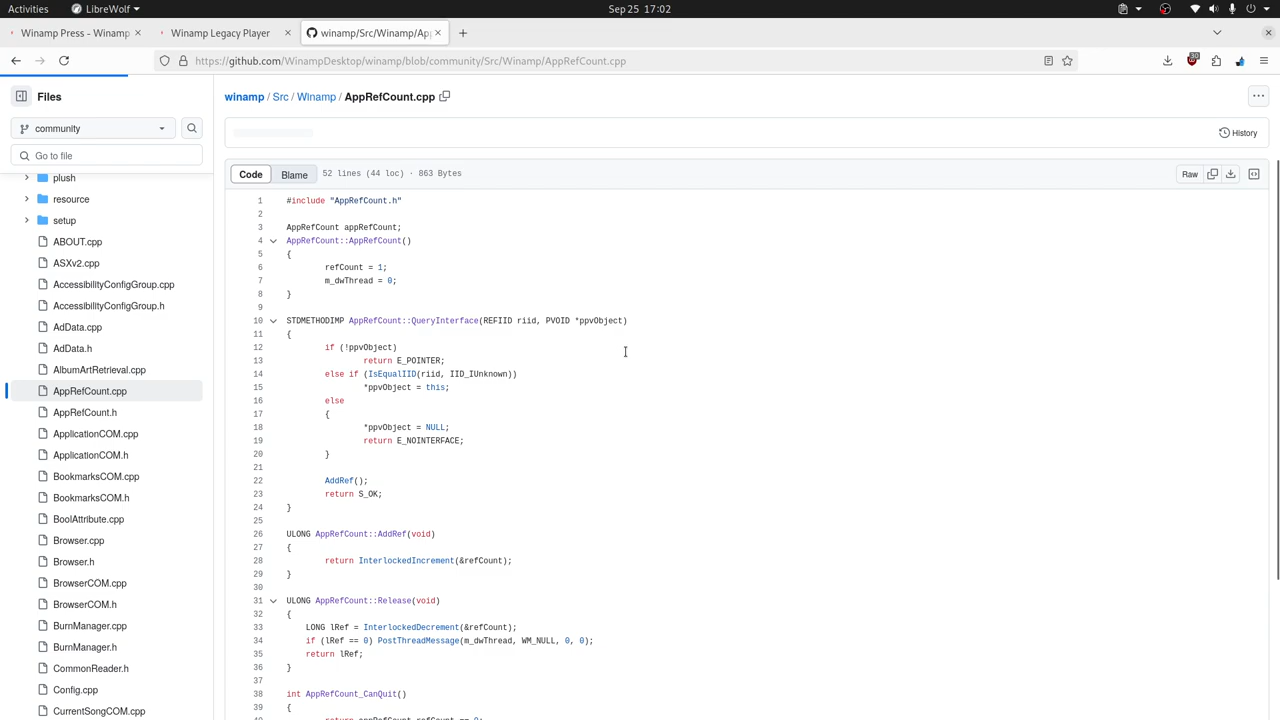 Activities
LibreWolf
Sep 25 17:02
Winamp Press - Winamp
Winamp Legacy Player
winamp/Src/Winamp/Ap
https://github.com/WinampDesktop/winamp/blob/community/Src/Winamp/AppRefCount.cpp
30
Files
winamp / Src / Winamp / AppRefCount.cpp
community
Go to file
History
Code
Blame
52 lines (44 loc) · 863 Bytes
Raw
plush
resource
setup
ABOUT.cpp
ASXv2.cpp
AccessibilityConfigGroup.cpp
AccessibilityConfigGroup.h
AdData.cpp
AdData.h
AlbumArtRetrieval.cpp
AppRefCount.cpp
AppRefCount.h
ApplicationCOM.cpp
ApplicationCOM.h
BookmarksCOM.cpp
BookmarksCOM.h
BoolAttribute.cpp
Browser.cpp
Browser.h
BrowserCOM.cpp
BrowserCOM.h
BurnManager.cpp
BurnManager.h
CommonReader.h
Config.cpp
CurrentSongCOM.cpp
1 #include "AppRefCount.h"
2
3 AppRefCount appRefCount;
4 AppRefCount::AppRefCount()
5 {
6 refCount = 1;
7 m_dwThread = 0;
8 }
9
10 STDMETHODIMP AppRefCount::QueryInterface(REFIID riid, PVOID *ppvObject)
11 {
12 if (!ppvObject)
13 return E_POINTER;
14 else if (IsEqualIID(riid, IID_IUnknown))
15 *ppvObject = this;
16 else
17 {
18 *ppvObject = NULL;
19 return E_NOINTERFACE;
20 }
21
22 AddRef();
23 return S_OK;
24 }
25
26 ULONG AppRefCount::AddRef(void)
27 {
28 return InterlockedIncrement(&refCount);
29 }
30
31 ULONG AppRefCount::Release(void)
32 {
33 LONG lRef = InterlockedDecrement(&refCount);
34 if (lRef == 0) PostThreadMessage(m_dwThread, WM_NULL, 0, 0);
35 return lRef;
36 }
37
38 int AppRefCount_CanQuit()
39 {
40 return appRefCount.refCount == 0;